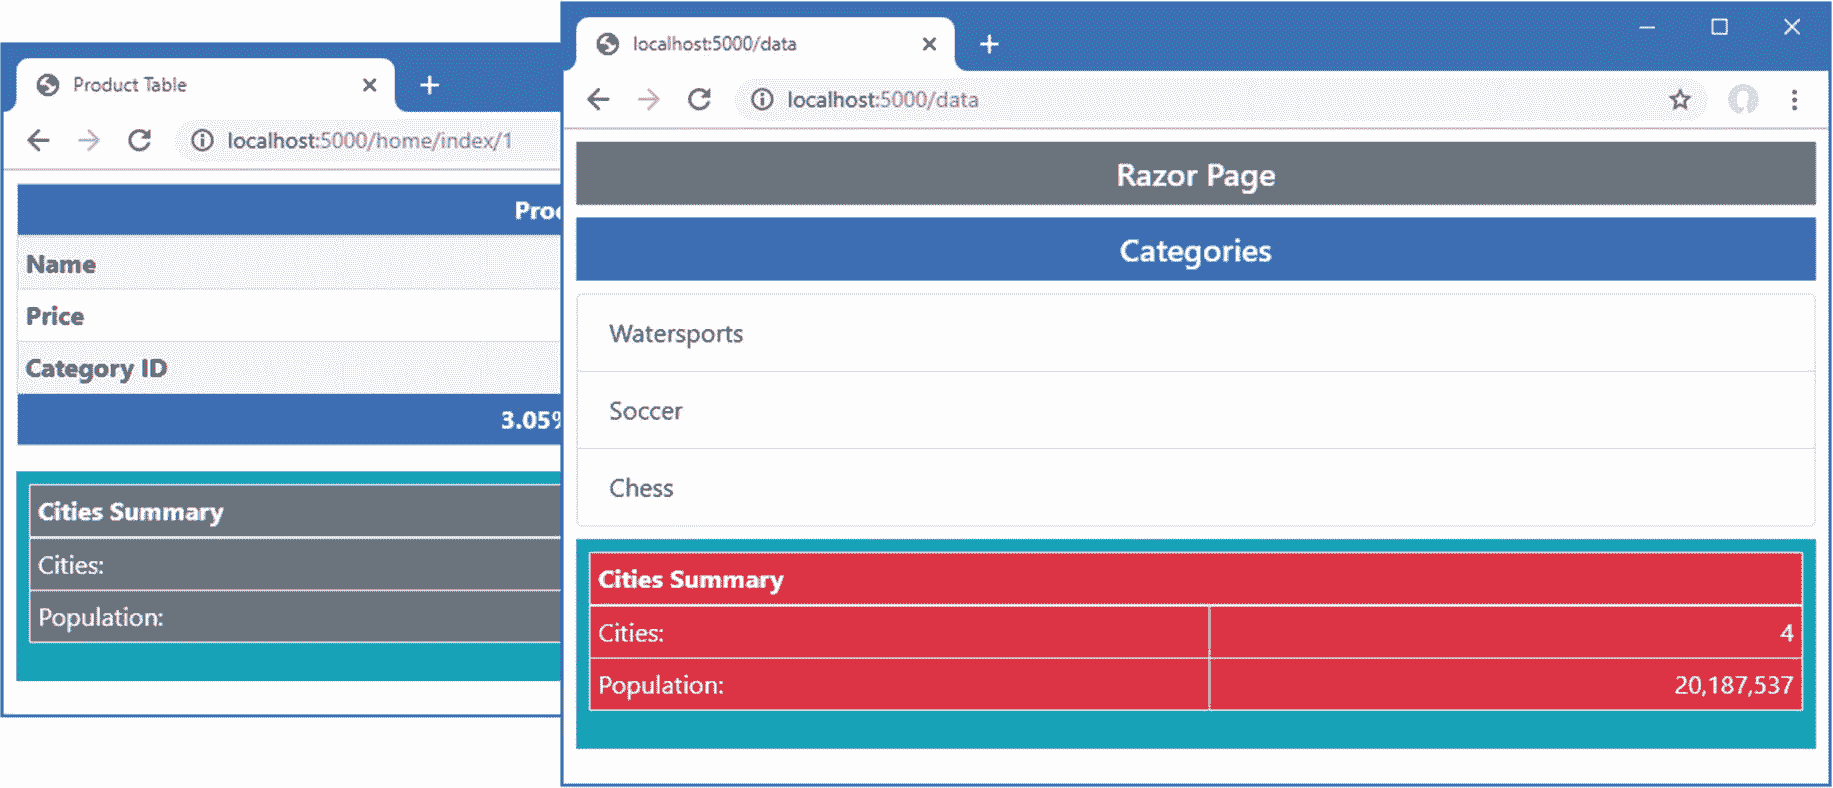 Product Table
localhost:5000/home/index/1
Name
Price
Category ID
3.05%
Cities Summary
Cities:
Population:
localhost:5000/data
localhost:5000/data
Razor Page
Categories
Watersports
Soccer
Chess
Cities Summary
Cities: 4
Population: 20,187,537